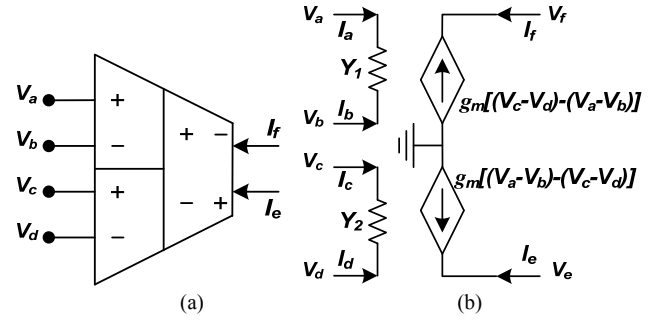 Va
Vb
Vc
Vd
+
−
+
−
+ −
− +
If
Ie
(a)
Va
Ia
Y1
Vb
Ib
Vc
Ic
Y2
Vd
Id
Vf
If
gm[(Vc-Vd)-(Va-Vb)]
gm[(Va-Vb)-(Vc-Vd)]
Ie
Ve
(b)